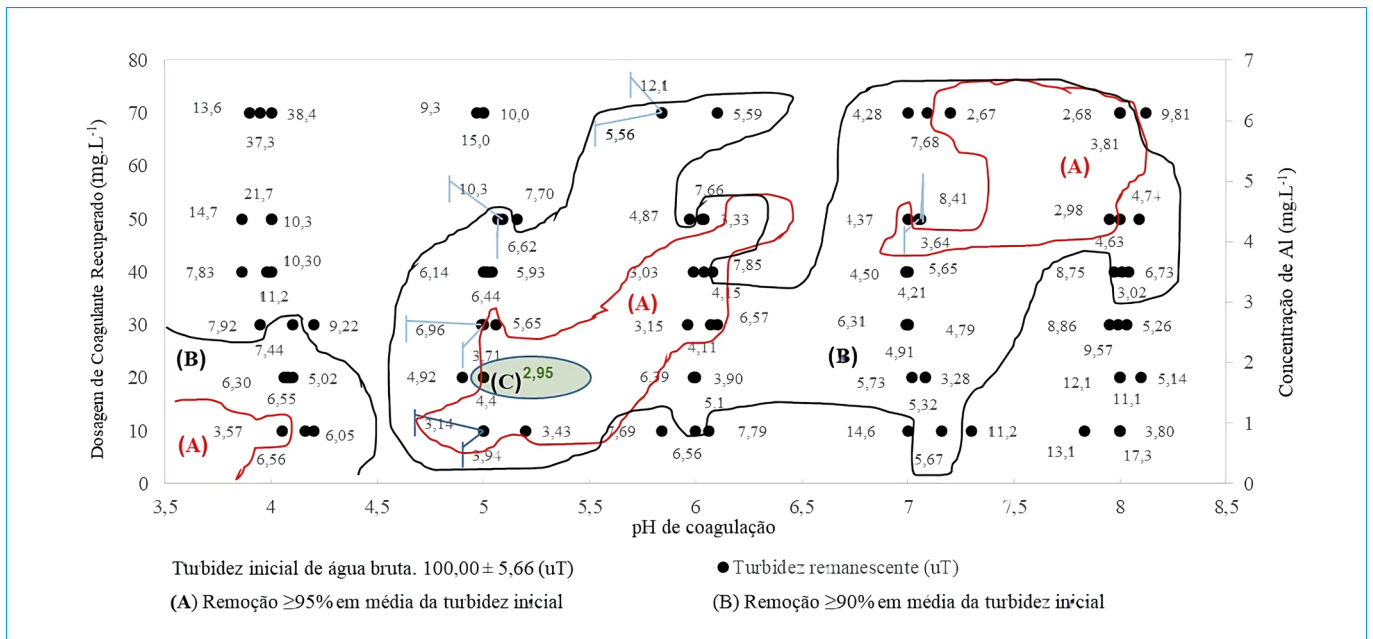 80 7
13,6 38,4 9,3 10,0 12,1 5,59 4,28 2,67 2,68 9,81
70 6
37,3 15,0 5,56 7,68 3,81
60
(A)
21,7 10,3 7,70 7,66 8,41 4,74 5
14,7 10,3 4,87 3,33 4,37 2,98
50
6,62 3,64 4,63 4
7,83 10,30 6,14 5,93 3,03 7,85 4,50 5,65 8,75 6,73
40
11,2 6,44 (A) 4,15 4,21 3,02 3
7,92 9,22 6,96 5,65 3,15 6,57 6,31 4,79 8,86 5,26
30
(B) 7,44 3,71 4,11 (B) 4,91 9,57 2
6,30 5,02 4,92 (C) 2,95 6,39 3,90 5,73 3,28 12,1 5,14
20
6,55 4,4 5.1 5,32 11,1
(A) 3,57 6,05 3,14 3,43 7,69 7,79 14,6 11,2 3,80 1
10
6,56 3,94 6,56 5,67 13,1 17,3
0 0
3,5 4 4,5 5 5,5 6 6,5 7 7,5 8 8,5
Dosagem de Coagulante Recuperado (mg.L-1)
Concentração de Al (mg.L-1)
pH de coagulação
Turbidez inicial de água bruta. 100,00 ± 5,66 (uT) Turbidez remanescente (uT)
(A) Remoção ≥95% em média da turbidez inicial (B) Remoção ≥90% em média da turbidez inicial